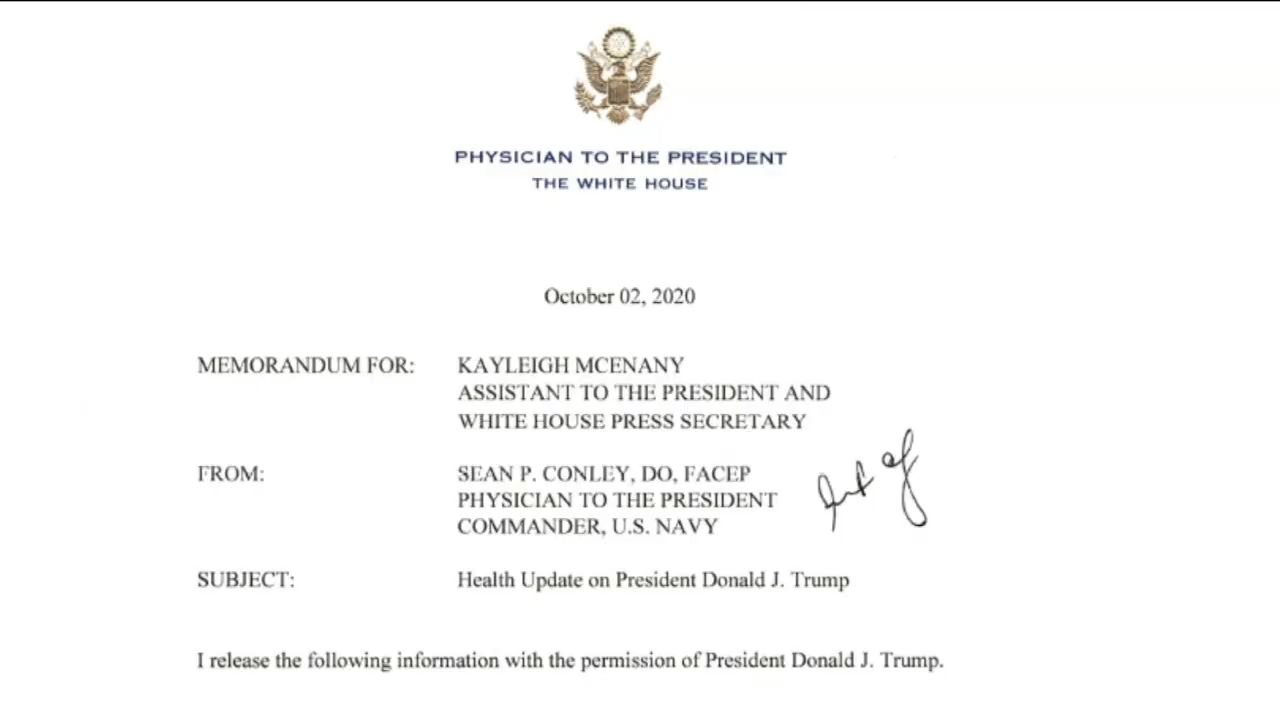 PHYSICIAN TO THE PRESIDENT
THE WHITE HOUSE
October 02, 2020
MEMORANDUM FOR: KAYLEIGH MCENANY
ASSISTANT TO THE PRESIDENT AND
WHITE HOUSE PRESS SECRETARY
FROM: SEAN P. CONLEY, DO, FACEP
PHYSICIAN TO THE PRESIDENT
COMMANDER, U.S. NAVY
SUBJECT: Health Update on President Donald J. Trump
I release the following information with the permission of President Donald J. Trump.